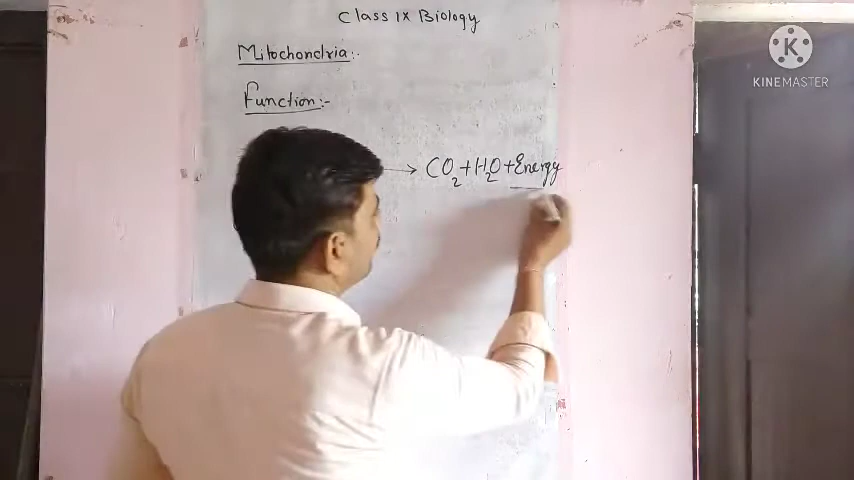 Class IX Biology
Mitochondria:-
Function:-
→ CO₂+H₂O+Energy
K
KINEMASTER